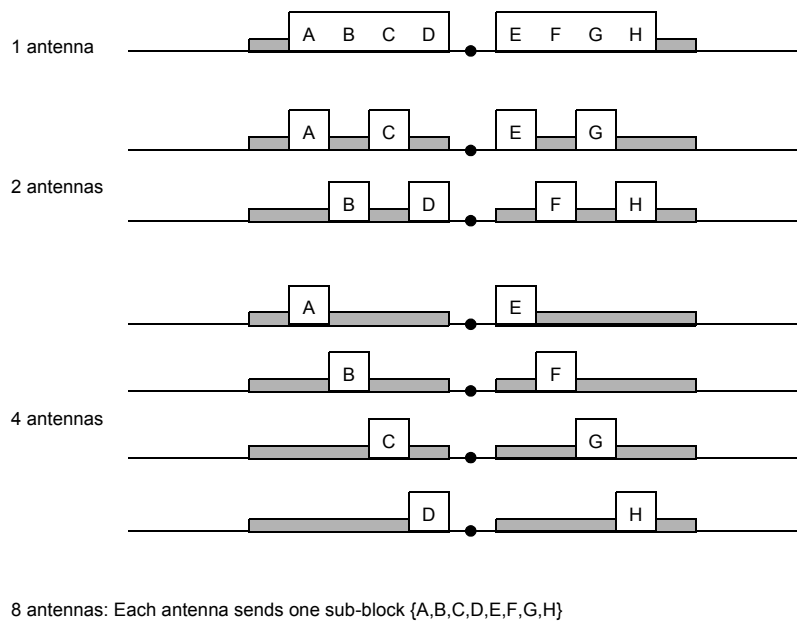 1 antenna
A B C D E F G H
A C E G
2 antennas
B D F H
A E
B F
4 antennas
C G
D H
8 antennas: Each antenna sends one sub-block {A,B,C,D,E,F,G,H}